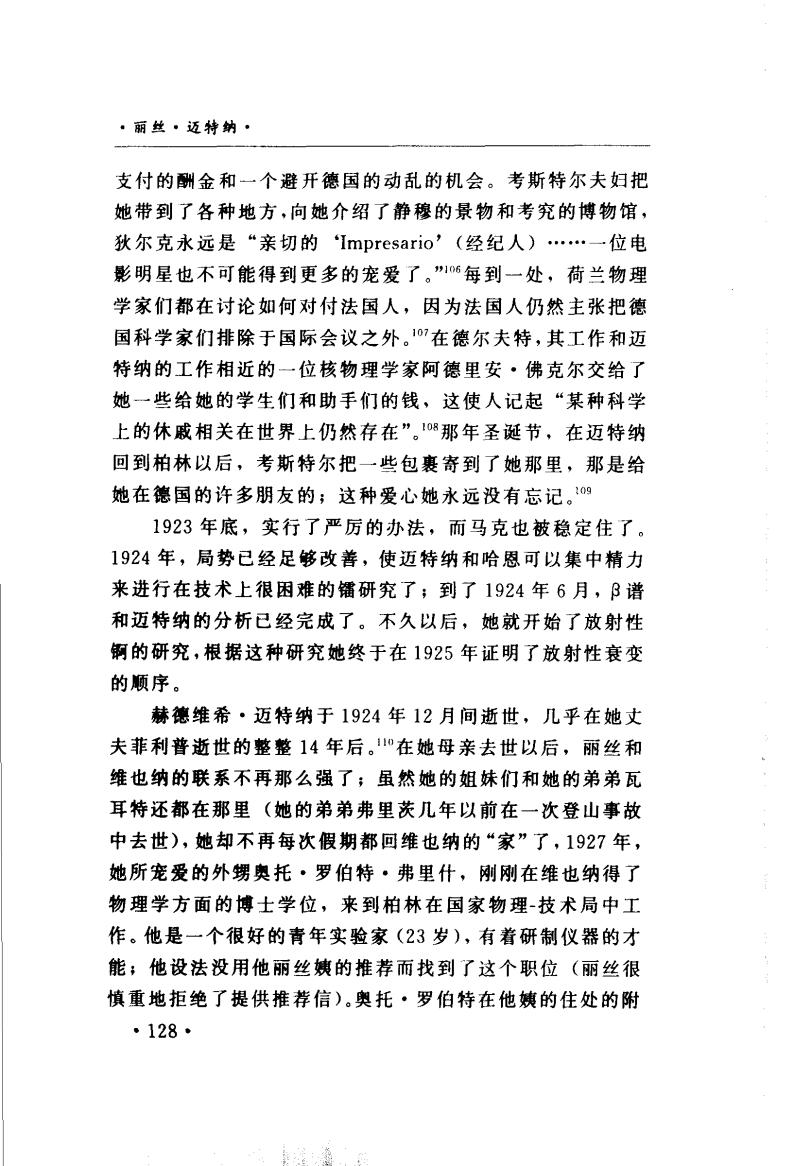 ·丽丝·迈特纳·
支付的酬金和一个避开德国的动乱的机会。考斯特尔夫妇把
她带到了各种地方，向她介绍了静穆的景物和考究的博物馆，
狄尔克永远是“亲切的‘Impresario’（经纪人）……一位电
影明星也不可能得到更多的宠爱了。”106每到一处，荷兰物理
学家们都在讨论如何对付法国人，因为法国人仍然主张把德
国科学家们排除于国际会议之外。107在德尔夫特，其工作和迈
特纳的工作相近的一位核物理学家阿德里安·佛克尔交给了
她一些给她的学生们和助手们的钱、这使人记起“某种科学
上的休戚相关在世界上仍然存在”。108那年圣诞节，在迈特纳
回到柏林以后，考斯特尔把一些包裹寄到了她那里，那是给
她在德国的许多朋友的；这种爱心她永远没有忘记。109
1923 年底，实行了严厉的办法，而马克也被稳定住了。
1924 年，局势已经足够改善，使迈特纳和哈恩可以集中精力
来进行在技术上很困难的镭研究了；到了 1924 年 6 月，β谱
和迈特纳的分析已经完成了。不久以后，她就开始了放射性
锕的研究，根据这种研究她终于在 1925 年证明了放射性衰变
的顺序。
赫德维希·迈特纳于 1924 年 12 月间逝世，几乎在她丈
夫菲利普逝世的整整 14 年后。110在她母亲去世以后，丽丝和
维也纳的联系不再那么强了；虽然她的姐妹们和她的弟弟瓦
耳特还都在那里（她的弟弟弗里茨几年以前在一次登山事故
中去世），她却不再每次假期都回维也纳的“家”了，1927 年，
她所宠爱的外甥奥托·罗伯特·弗里什，刚刚在维也纳得了
物理学方面的博士学位，来到柏林在国家物理-技术局中工
作。他是一个很好的青年实验家（23 岁），有着研制仪器的才
能；他设法没用他丽丝姨的推荐而找到了这个职位（丽丝很
慎重地拒绝了提供推荐信）。奥托·罗伯特在他姨的住处的附
·128·